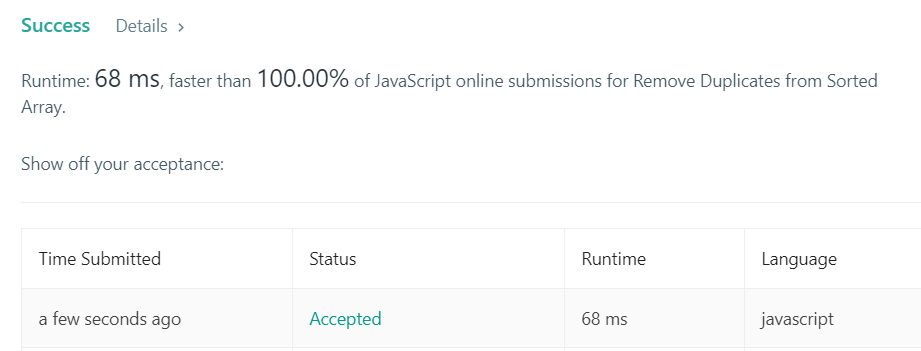 Success Details >
Runtime: 68 ms, faster than 100.00% of JavaScript online submissions for Remove Duplicates from Sorted
Array.
Show off your acceptance:
Time Submitted Status Runtime Language
a few seconds ago Accepted 68 ms javascript